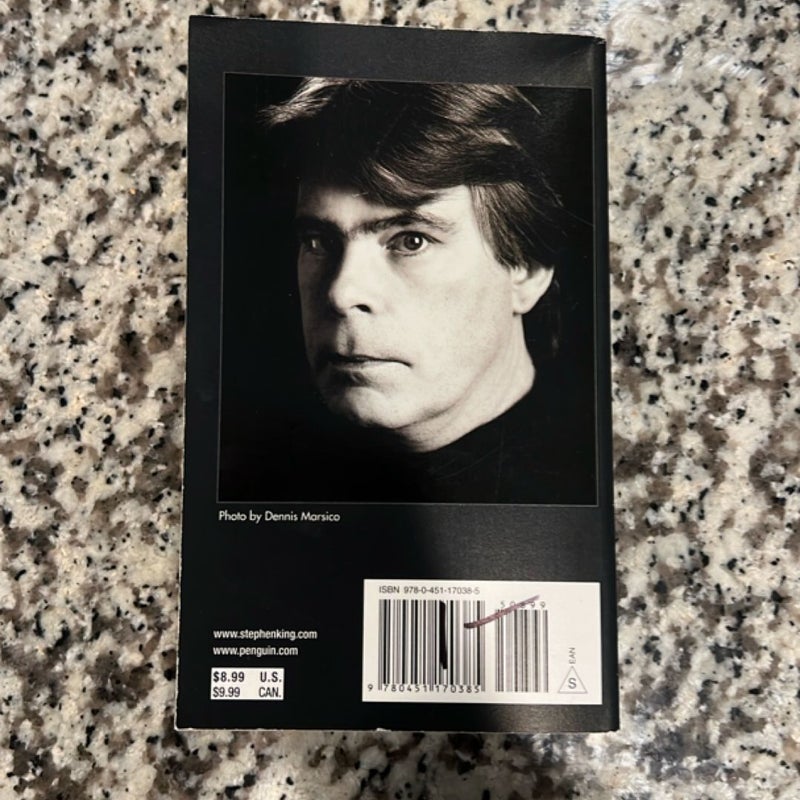 Photo by Dennis Marsico
ISBN 978-0-451-17038-5
50899
www.stephenking.com
www.penguin.com
$8.99 U.S.
$9.99 CAN.
9 780451 170385
S
EAN